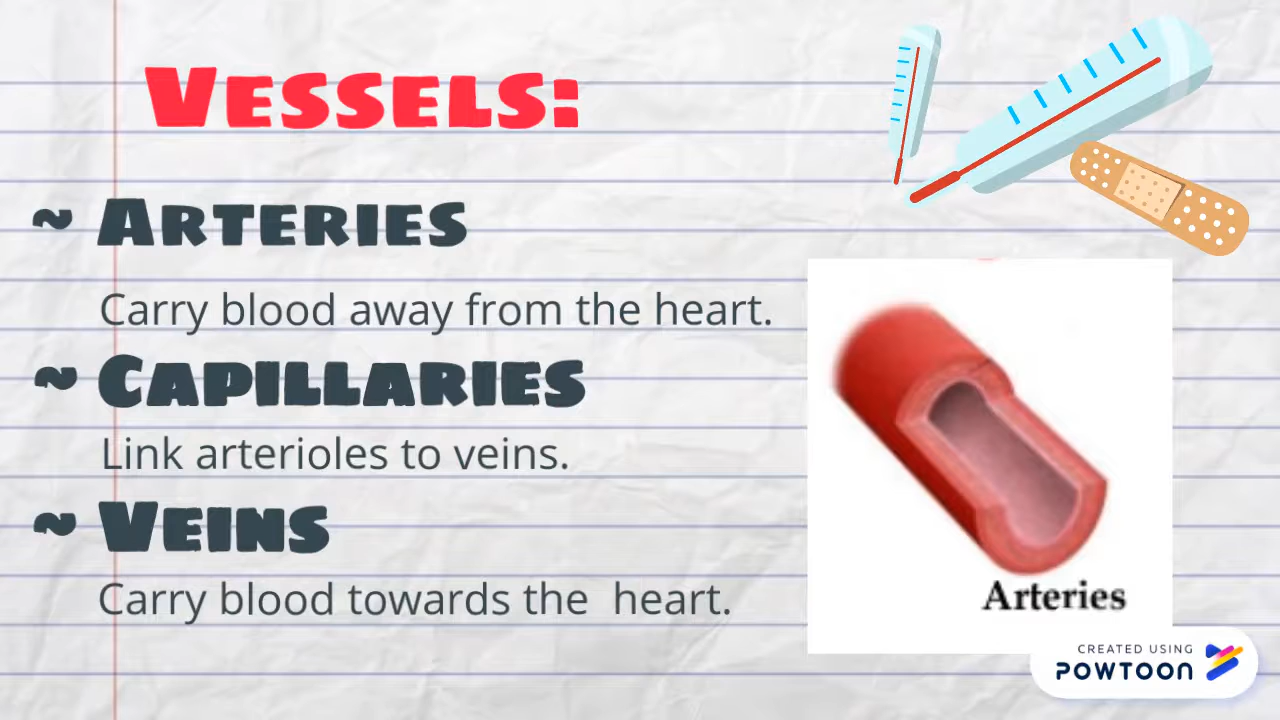 VESSELS:
~ ARTERIES
Carry blood away from the heart.
~ CAPILLARIES
Link arterioles to veins.
~ VEINS
Carry blood towards the heart.
Arteries
CREATED USING
POWTOON